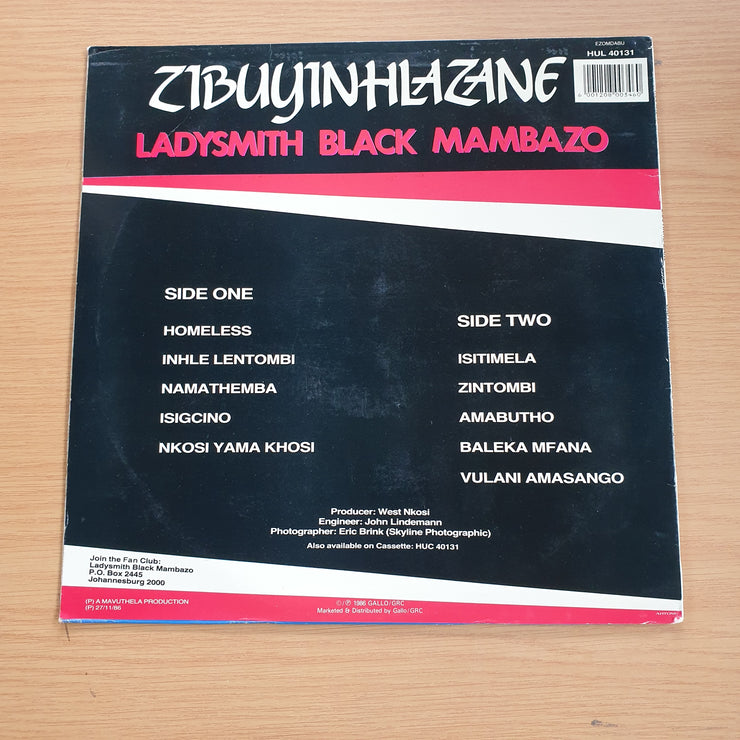 EZOMDABU
HUL 40131
ZIBUYINHLAZANE
6 001206 003460
LADYSMITH BLACK MAMBAZO
SIDE ONE
HOMELESS
INHLE LENTOMBI
NAMATHEMBA
ISIGCINO
NKOSI YAMA KHOSI
SIDE TWO
ISITIMELA
ZINTOMBI
AMABUTHO
BALEKA MFANA
VULANI AMASANGO
Producer: West Nkosi
Engineer: John Lindemann
Photographer: Eric Brink (Skyline Photographic)
Also available on Cassette: HUC 40131
Join the Fan Club:
Ladysmith Black Mambazo
P.O. Box 2445
Johannesburg 2000
(P) A MAVUTHELA PRODUCTION
(P) 27/11/86
©/℗ 1986 GALLO/GRC
Marketed & Distributed by Gallo/GRC